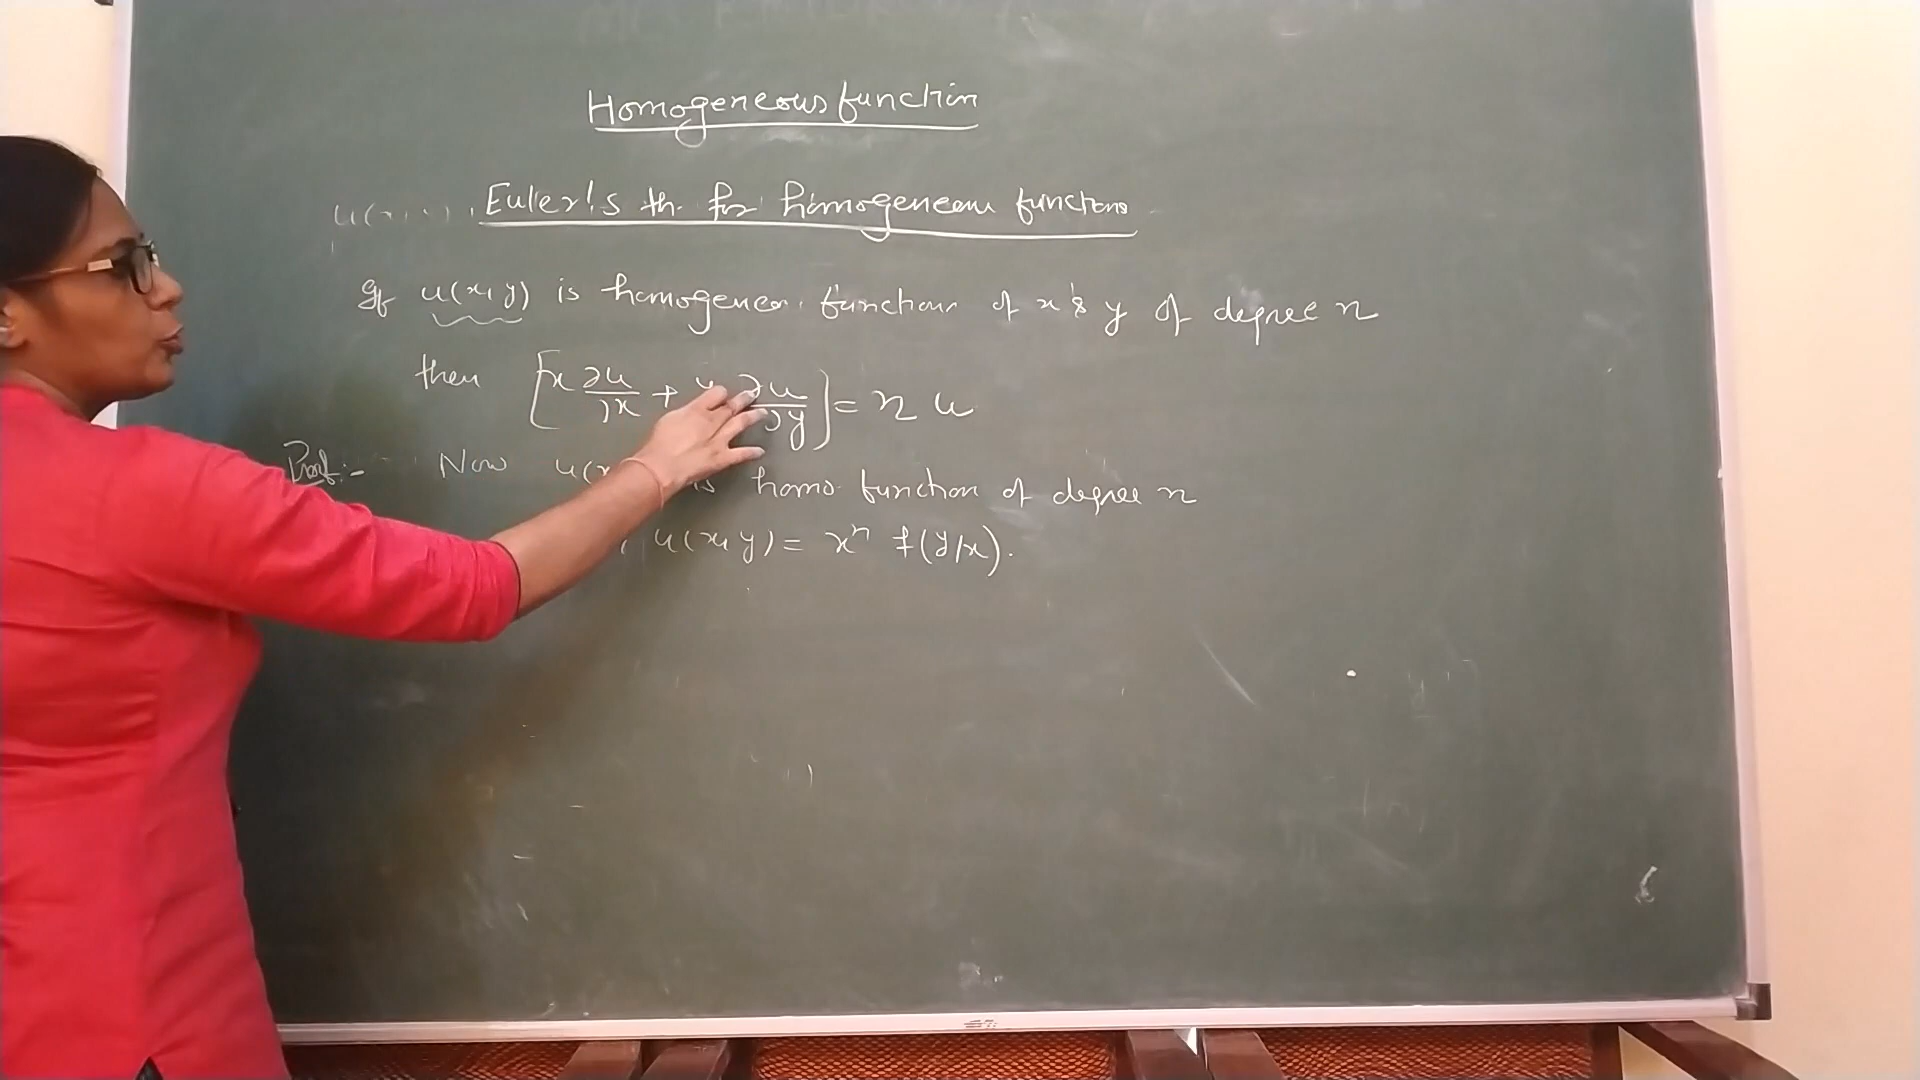 Homogeneous function
u(x, y) Euler's th. for homogeneous functions
If u(x, y) is homogeneous function of x & y of degree n
then [x ∂u/∂x + y ∂u/∂y] = n u
Proof:- Now u(x is homo. function of degree n
u(x, y) = xⁿ f(y/x).